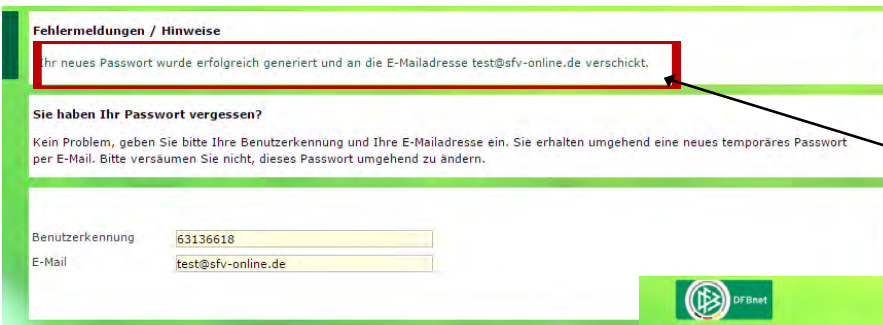 Fehlermeldungen / Hinweise
Ihr neues Passwort wurde erfolgreich generiert und an die E-Mailadresse test@sfv-online.de verschickt.
Sie haben Ihr Passwort vergessen?
Kein Problem, geben Sie bitte Ihre Benutzerkennung und Ihre E-Mailadresse ein. Sie erhalten umgehend eine neues temporäres Passwort
per E-Mail. Bitte versäumen Sie nicht, dieses Passwort umgehend zu ändern.
Benutzerkennung 63136618
E-Mail test@sfv-online.de
DFB DFBnet